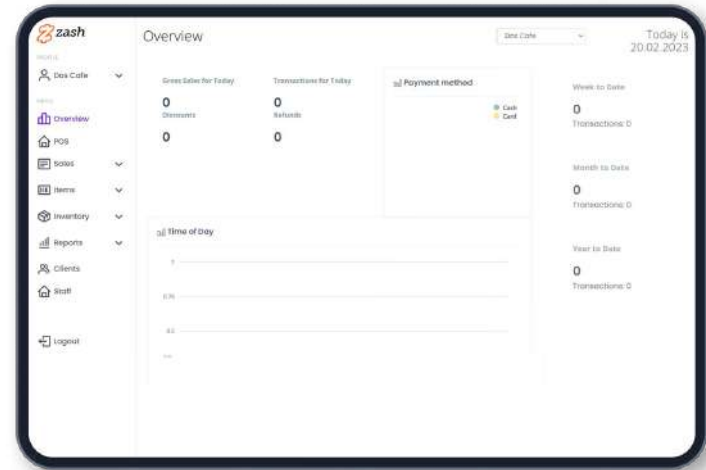 zash
Overview
Dos Cafe
Today is
20.02.2023
PROFILE
Dos Cafe
MENU
Overview
POS
Sales
Items
Inventory
Reports
Clients
Staff
Logout
Gross Sales for Today
0
Discounts
0
Transactions for Today
0
Refunds
0
Payment method
Cash
Card
Week to Date
0
Transactions: 0
Month to Date
0
Transactions: 0
Year to Date
0
Transactions: 0
Time of Day
1
0.75
0.5